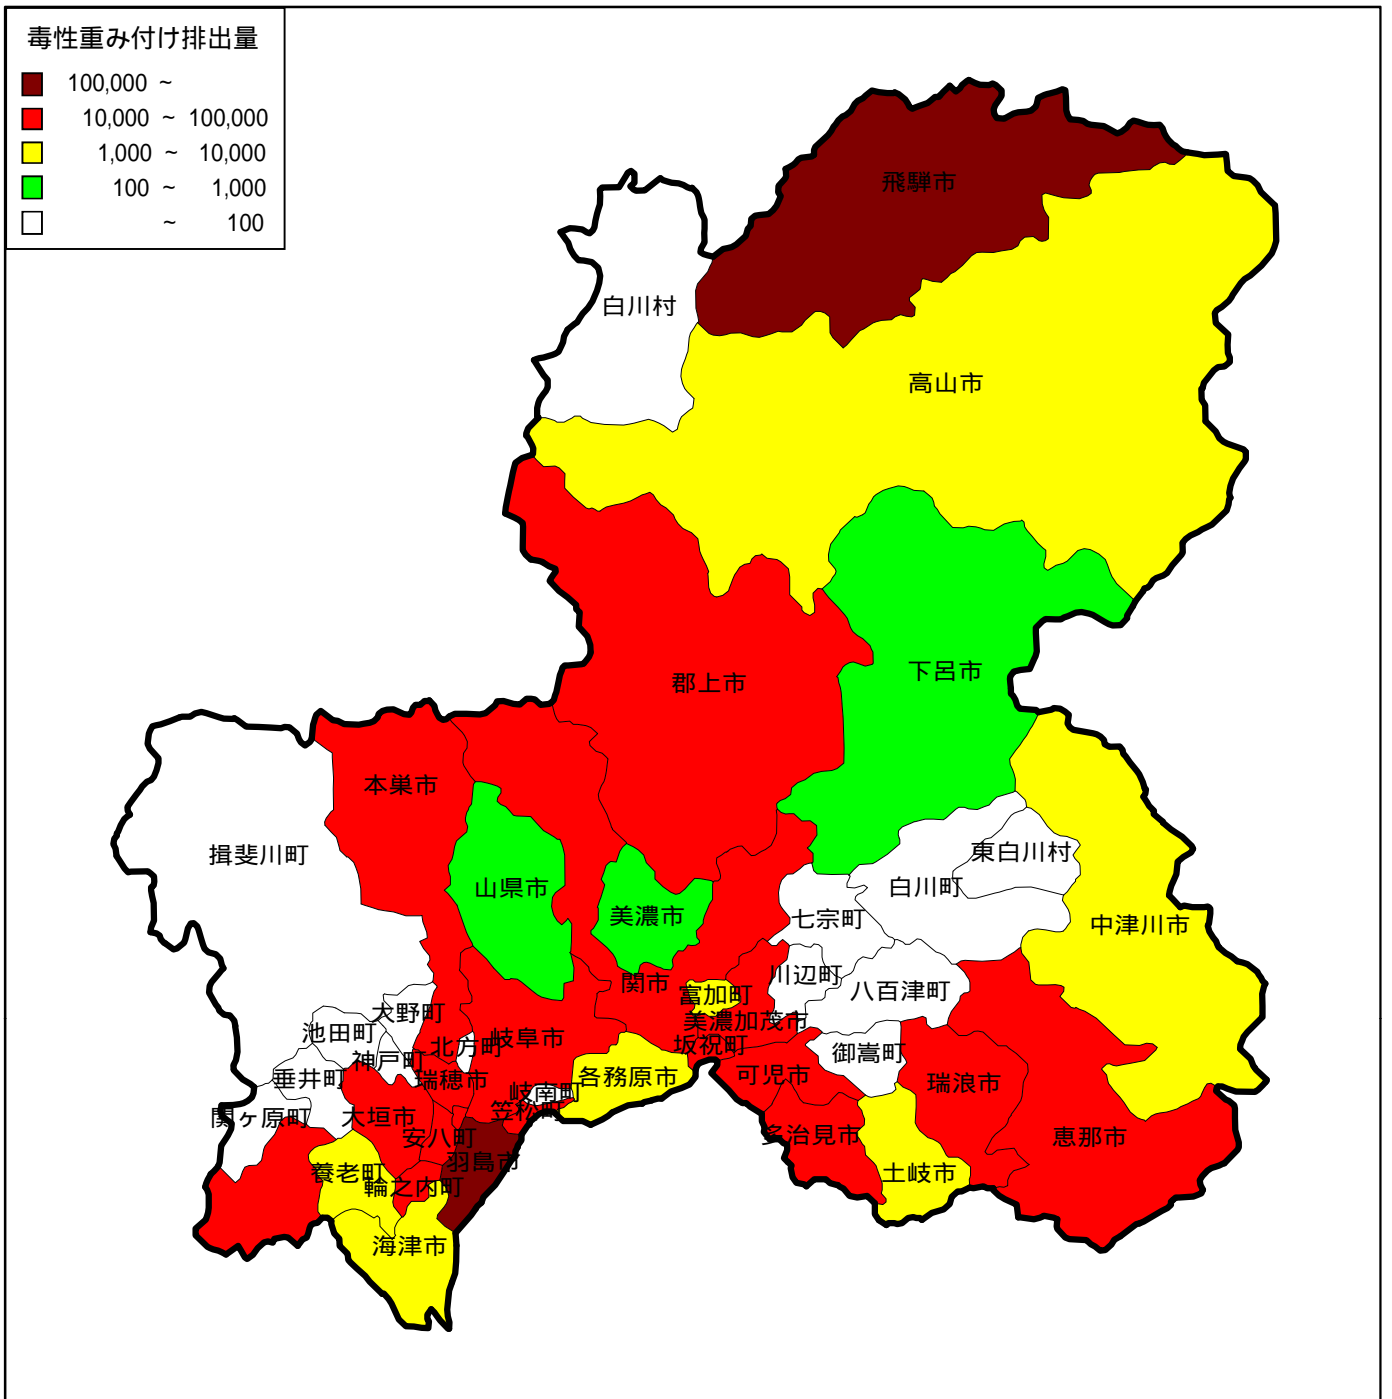 毒性重み付け排出量
100,000 ~
10,000 ~ 100,000
1,000 ~ 10,000
100 ~ 1,000
~ 100
飛騨市
白川村
高山市
下呂市
郡上市
本巣市
揖斐川町
東白川村
白川町
山県市
美濃市
七宗町
中津川市
川辺町
関市
富加町
八百津町
大野町
美濃加茂市
池田町
岐阜市
北方町
坂祝町
御嵩町
神戸町
垂井町
瑞穂市
各務原市
可児市
瑞浪市
岐南町
笠松町
関ヶ原町
大垣市
安八町
多治見市
恵那市
羽島市
養老町
土岐市
輪之内町
海津市